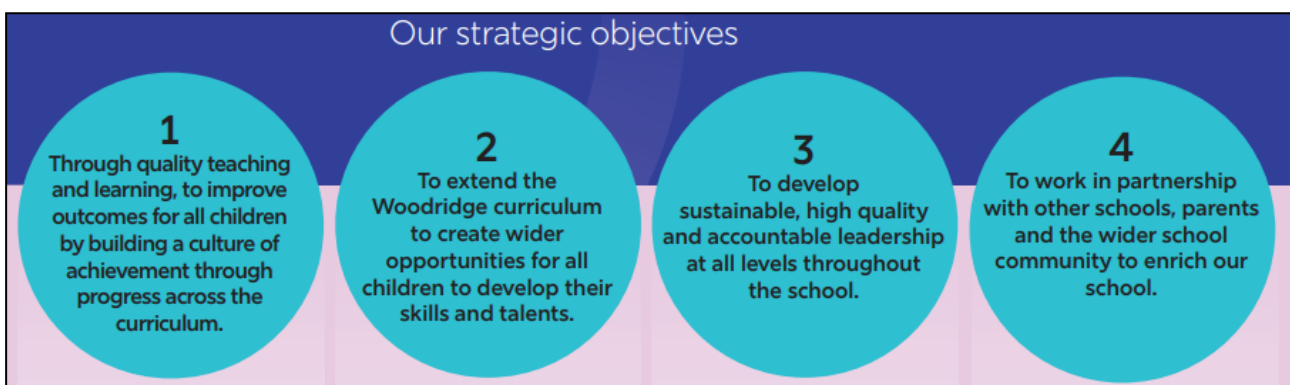 Our strategic objectives
1
Through quality teaching
and learning, to improve
outcomes for all children
by building a culture of
achievement through
progress across the
curriculum.
2
To extend the
Woodridge curriculum
to create wider
opportunities for all
children to develop their
skills and talents.
3
To develop
sustainable, high quality
and accountable leadership
at all levels throughout
the school.
4
To work in partnership
with other schools, parents
and the wider school
community to enrich our
school.